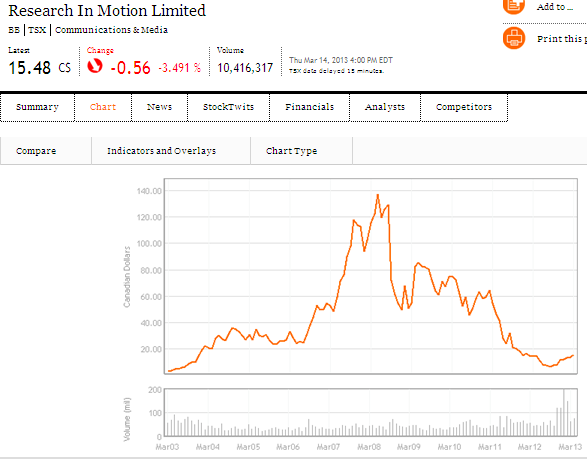 Research In Motion Limited
BB | TSX | Communications & Media
Add to ...
Print this p
Latest
Change
Volume
15.48 C$
-0.56 -3.491 %
10,416,317
Thu Mar 14, 2013 4:00 PM EDT
TSX data delayed 15 minutes.
Summary
Chart
News
StockTwits
Financials
Analysts
Competitors
Compare
Indicators and Overlays
Chart Type
140.00
120.00
100.00
80.00
60.00
40.00
20.00
Canadian Dollars
200
100
0
Volume (mil)
Mar03 Mar04 Mar05 Mar06 Mar07 Mar08 Mar09 Mar10 Mar11 Mar12 Mar13